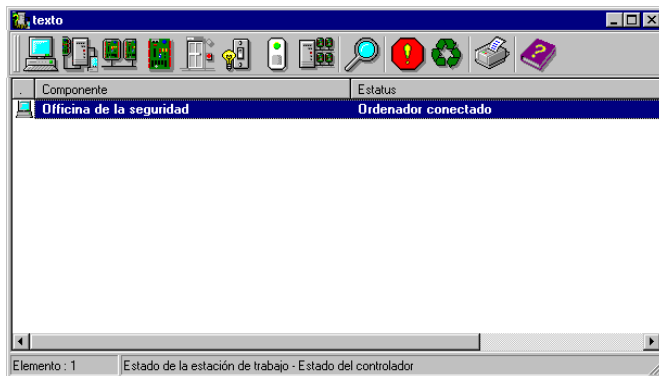 texto
. Componente Estatus
Officina de la seguridad Ordenador conectado
Elemento : 1 Estado de la estación de trabajo - Estado del controlador